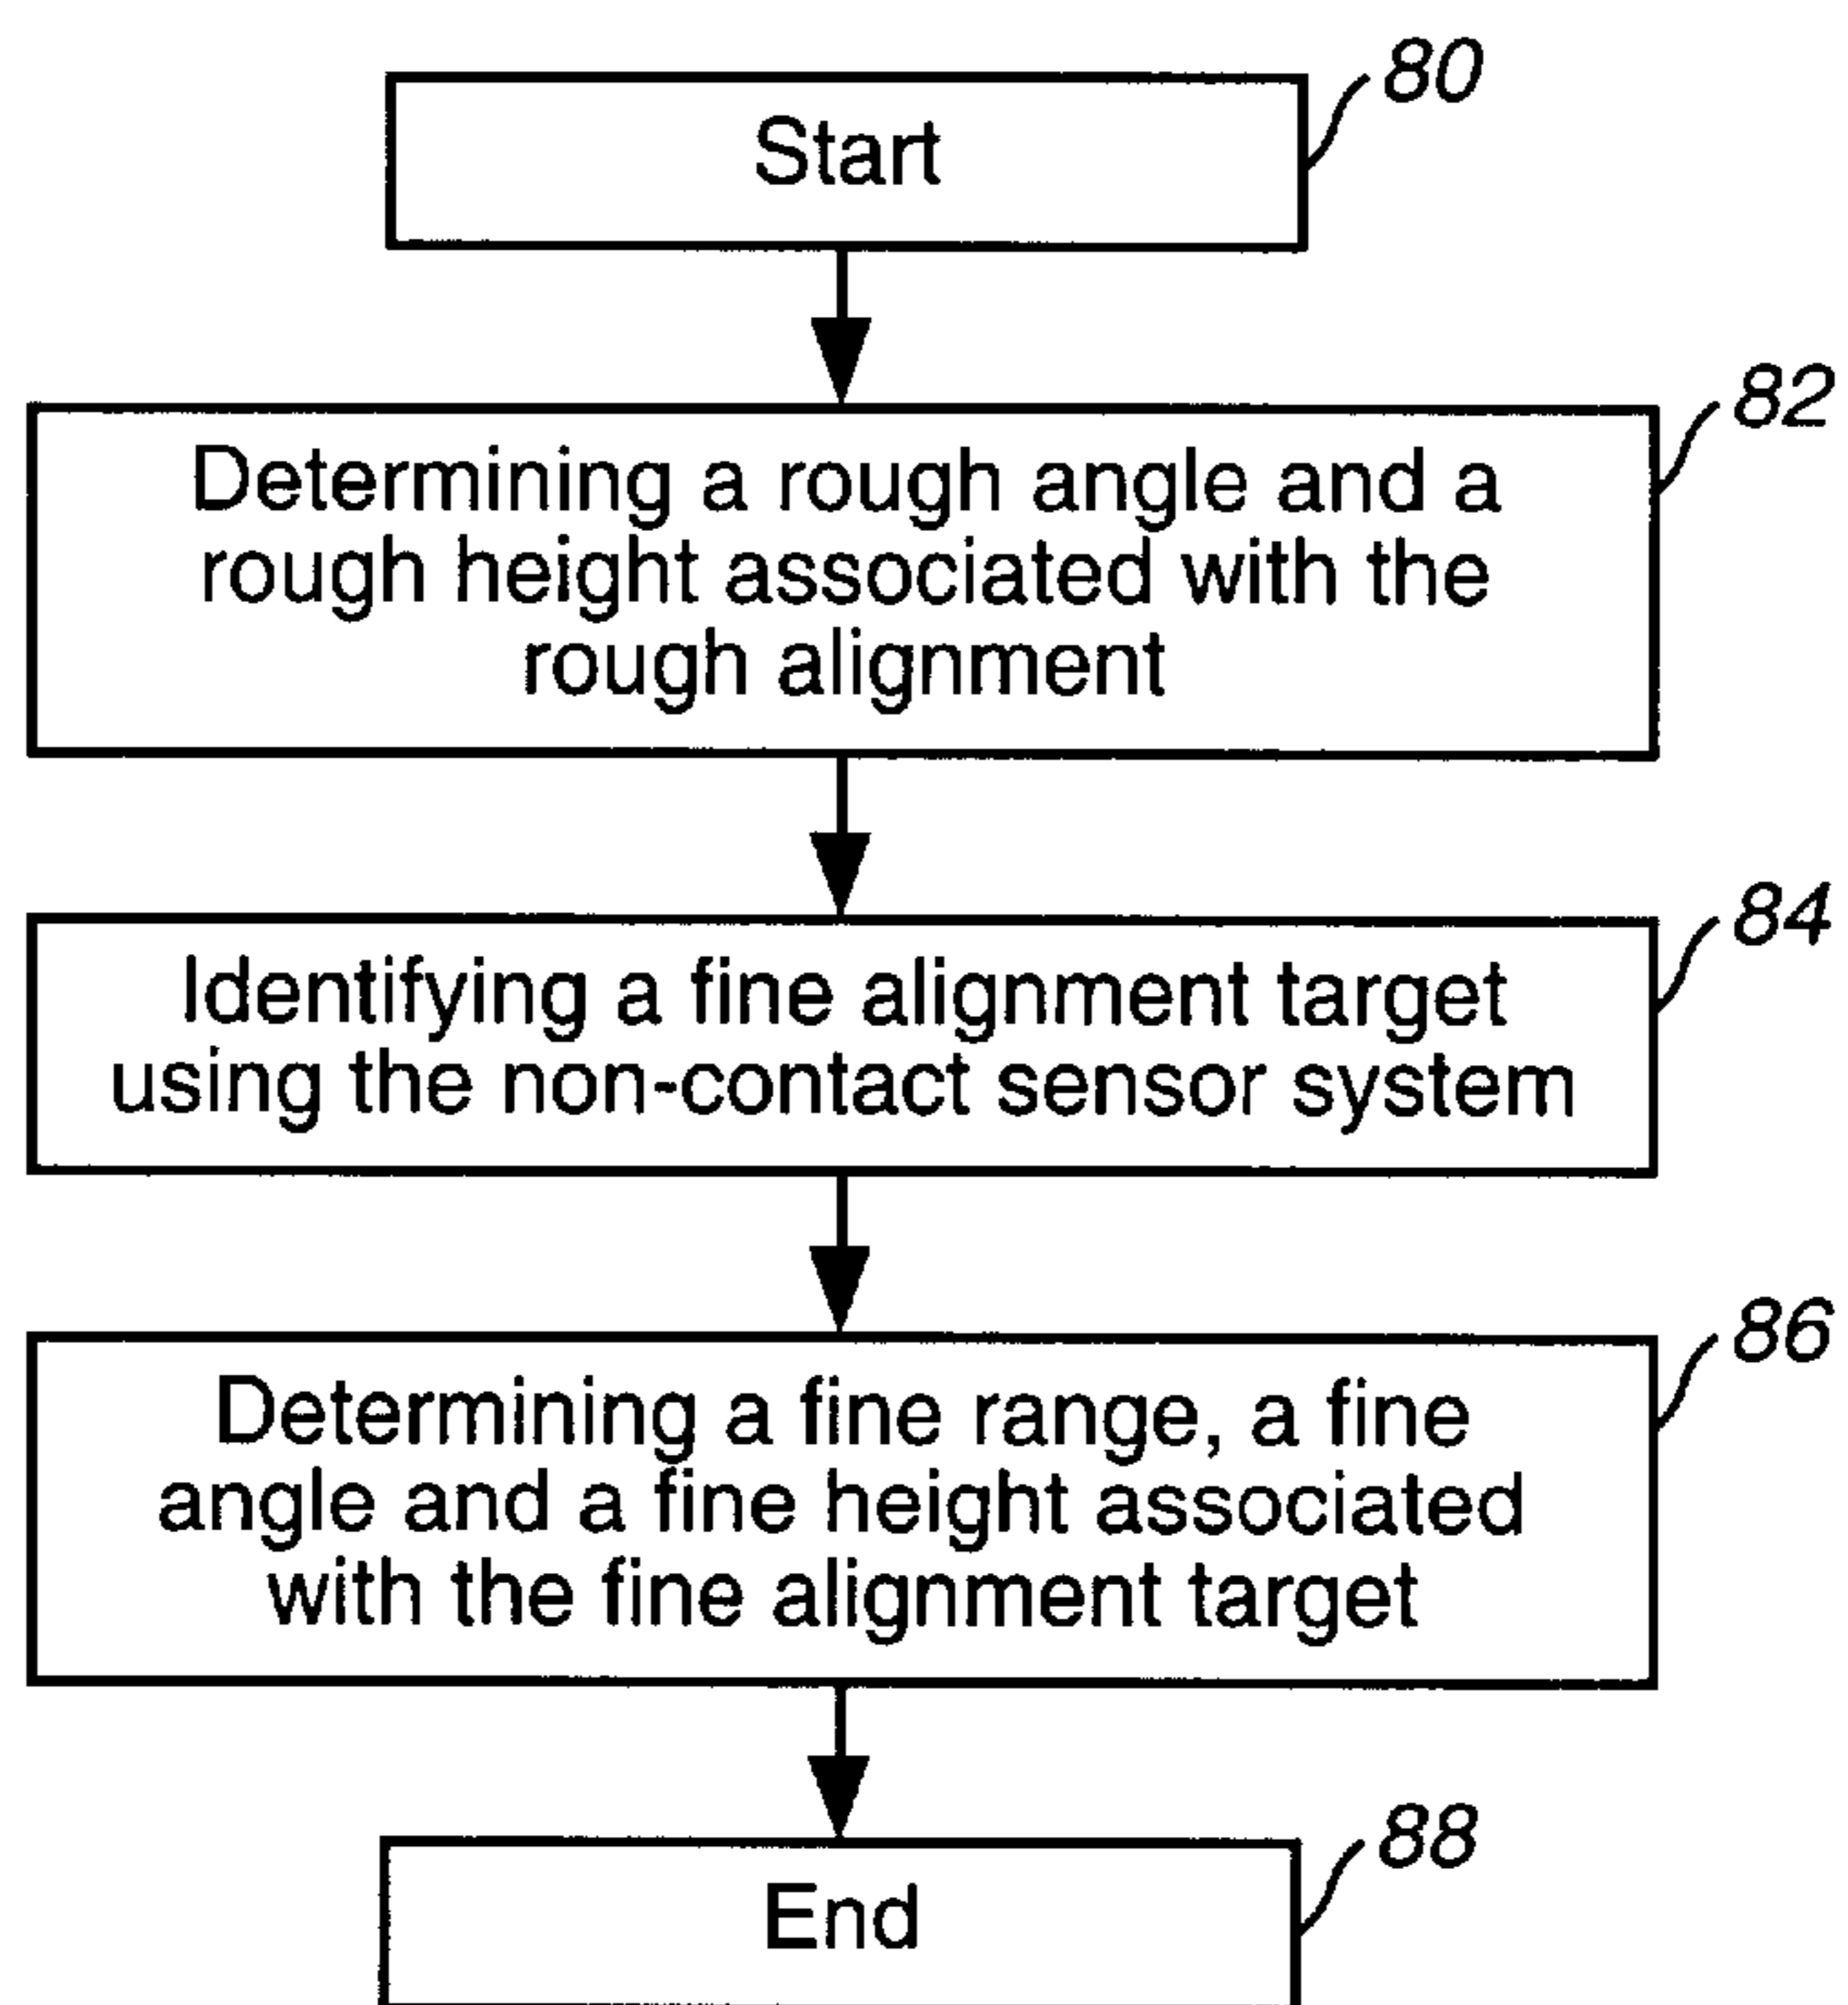 80
Start
82
Determining a rough angle and a
rough height associated with the
rough alignment
84
Identifying a fine alignment target
using the non-contact sensor system
86
Determining a fine range, a fine
angle and a fine height associated
with the fine alignment target
88
End